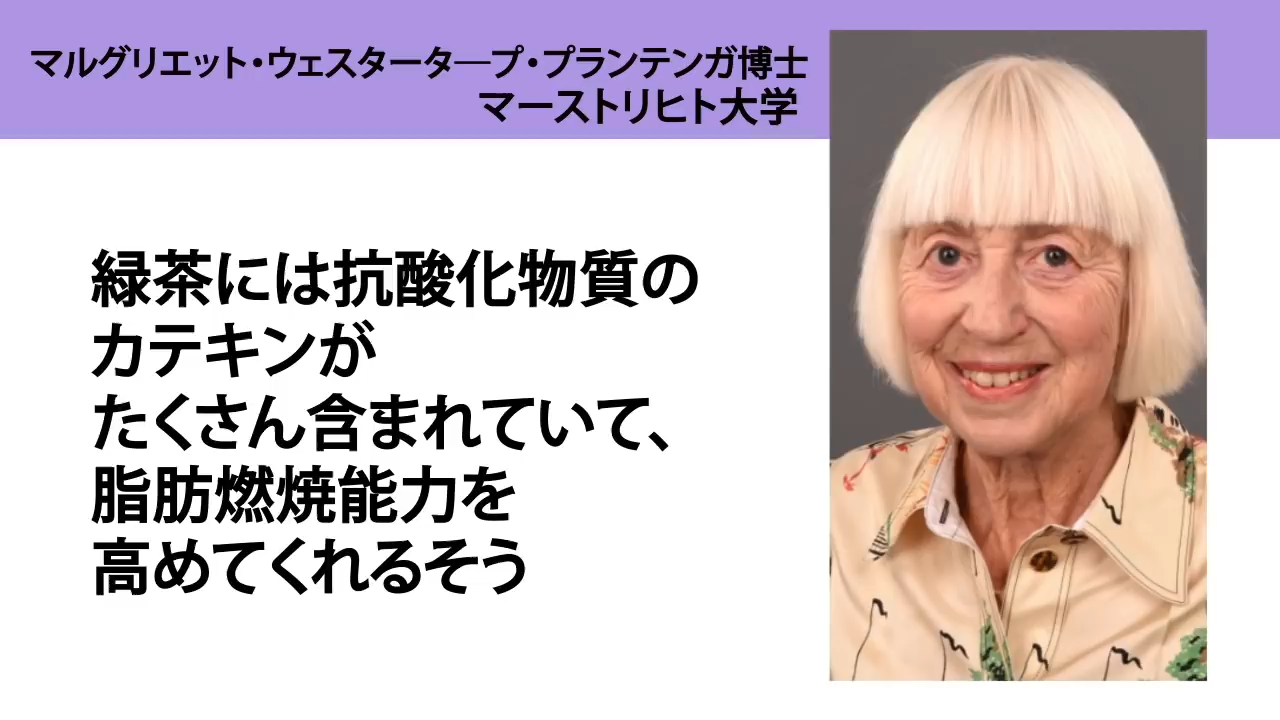 マルグリエット・ウェスタータ―プ・プランテンガ博士
マーストリヒト大学
緑茶には抗酸化物質の
カテキンが
たくさん含まれていて、
脂肪燃焼能力を
高めてくれるそう